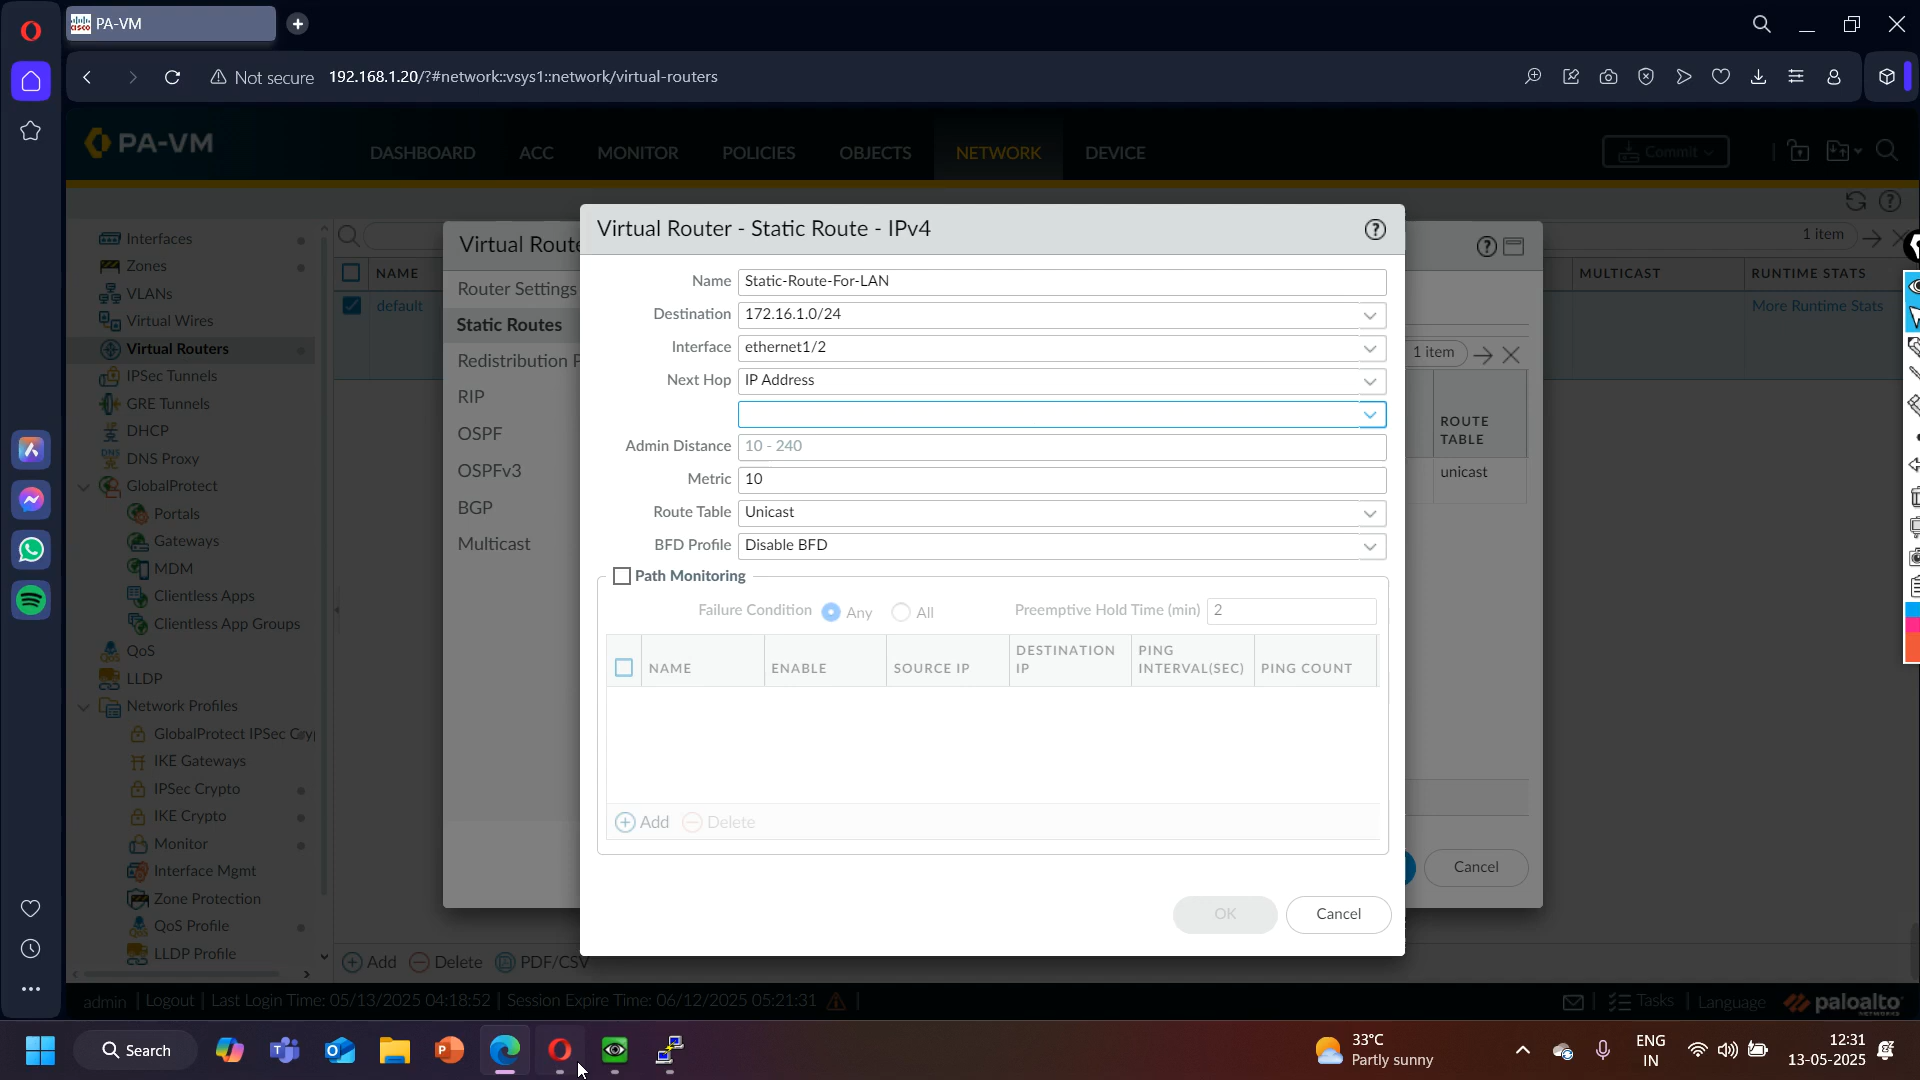 PA-VM
Not secure 192.168.1.20/?#network::vsys1::network/virtual-routers
PA-VM
DASHBOARD ACC MONITOR POLICIES OBJECTS NETWORK DEVICE
Commit
Interfaces
Zones
VLANs
Virtual Wires
Virtual Routers
IPSec Tunnels
GRE Tunnels
DHCP
DNS Proxy
GlobalProtect
Portals
Gateways
MDM
Clientless Apps
Clientless App Groups
QoS
LLDP
Network Profiles
GlobalProtect IPSec Cry
IKE Gateways
IPSec Crypto
IKE Crypto
Monitor
Interface Mgmt
Zone Protection
QoS Profile
LLDP Profile
1 item
NAME MULTICAST RUNTIME STATS
default More Runtime Stats
Virtual Route
Router Settings
Static Routes
Redistribution P
RIP
OSPF
OSPFv3
BGP
Multicast
1 item
ROUTE
TABLE
unicast
Cancel
Virtual Router - Static Route - IPv4
Name Static-Route-For-LAN
Destination 172.16.1.0/24
Interface ethernet1/2
Next Hop IP Address
Admin Distance 10 - 240
Metric 10
Route Table Unicast
BFD Profile Disable BFD
Path Monitoring
Failure Condition Any All Preemptive Hold Time (min) 2
NAME ENABLE SOURCE IP DESTINATION IP PING INTERVAL(SEC) PING COUNT
Add Delete
OK Cancel
Add Delete PDF/CSV
admin | Logout | Last Login Time: 05/13/2025 04:18:52 | Session Expire Time: 06/12/2025 05:21:31 |
Tasks | Language paloalto
NETWORKS
Search
33°C
Partly sunny
ENG
IN
12:31
13-05-2025